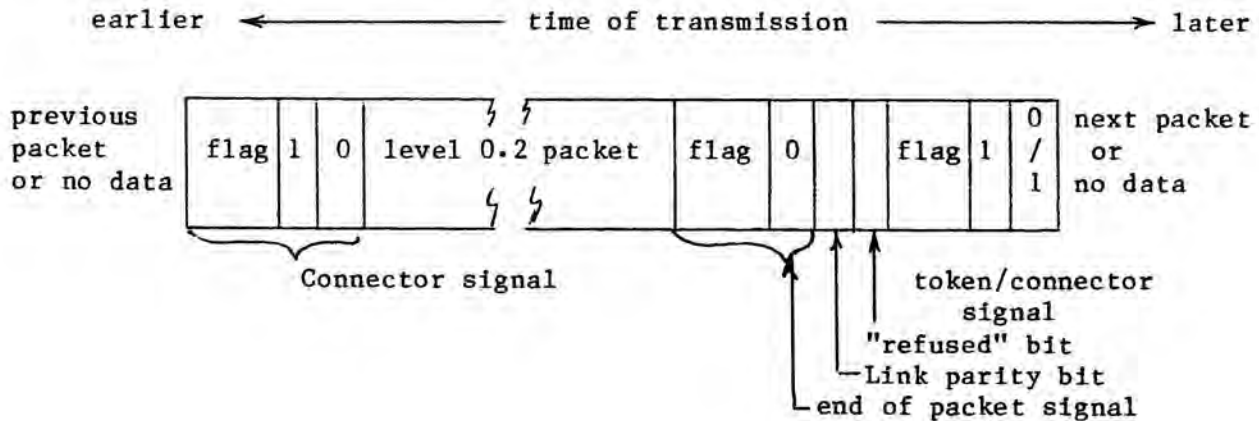 earlier time of transmission later
previous packet or no data
flag 1 0 level 0.2 packet flag 0 flag 1 0 / 1
next packet or no data
Connector signal
token/connector signal
"refused" bit
Link parity bit
end of packet signal